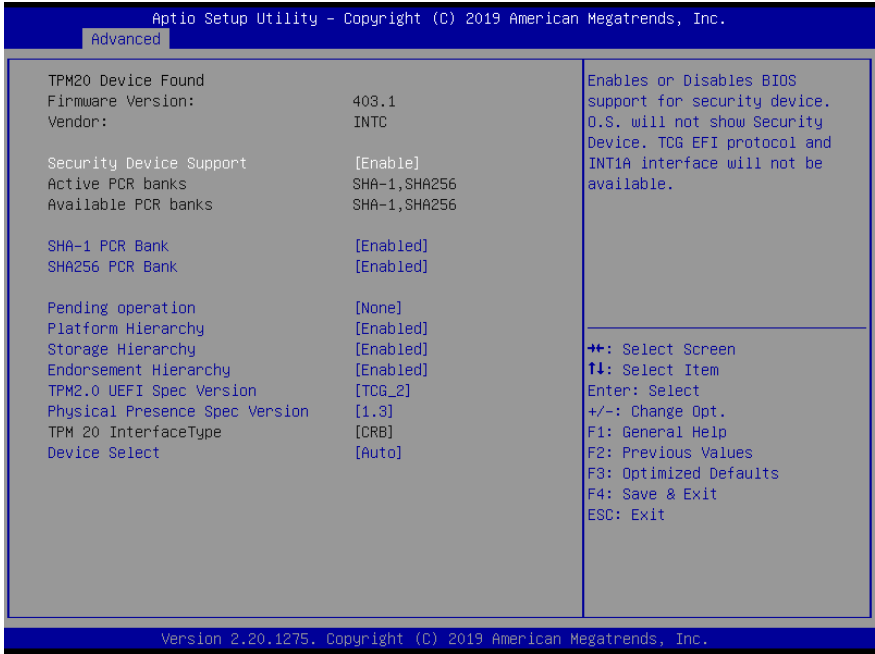 Aptio Setup Utility – Copyright (C) 2019 American Megatrends, Inc.
Advanced
TPM20 Device Found
Firmware Version: 403.1
Vendor: INTC
Security Device Support [Enable]
Active PCR banks SHA-1,SHA256
Available PCR banks SHA-1,SHA256
SHA-1 PCR Bank [Enabled]
SHA256 PCR Bank [Enabled]
Pending operation [None]
Platform Hierarchy [Enabled]
Storage Hierarchy [Enabled]
Endorsement Hierarchy [Enabled]
TPM2.0 UEFI Spec Version [TCG_2]
Physical Presence Spec Version [1.3]
TPM 20 InterfaceType [CRB]
Device Select [Auto]
Enables or Disables BIOS
support for security device.
O.S. will not show Security
Device. TCG EFI protocol and
INT1A interface will not be
available.
→←: Select Screen
↑↓: Select Item
Enter: Select
+/-: Change Opt.
F1: General Help
F2: Previous Values
F3: Optimized Defaults
F4: Save & Exit
ESC: Exit
Version 2.20.1275. Copyright (C) 2019 American Megatrends, Inc.